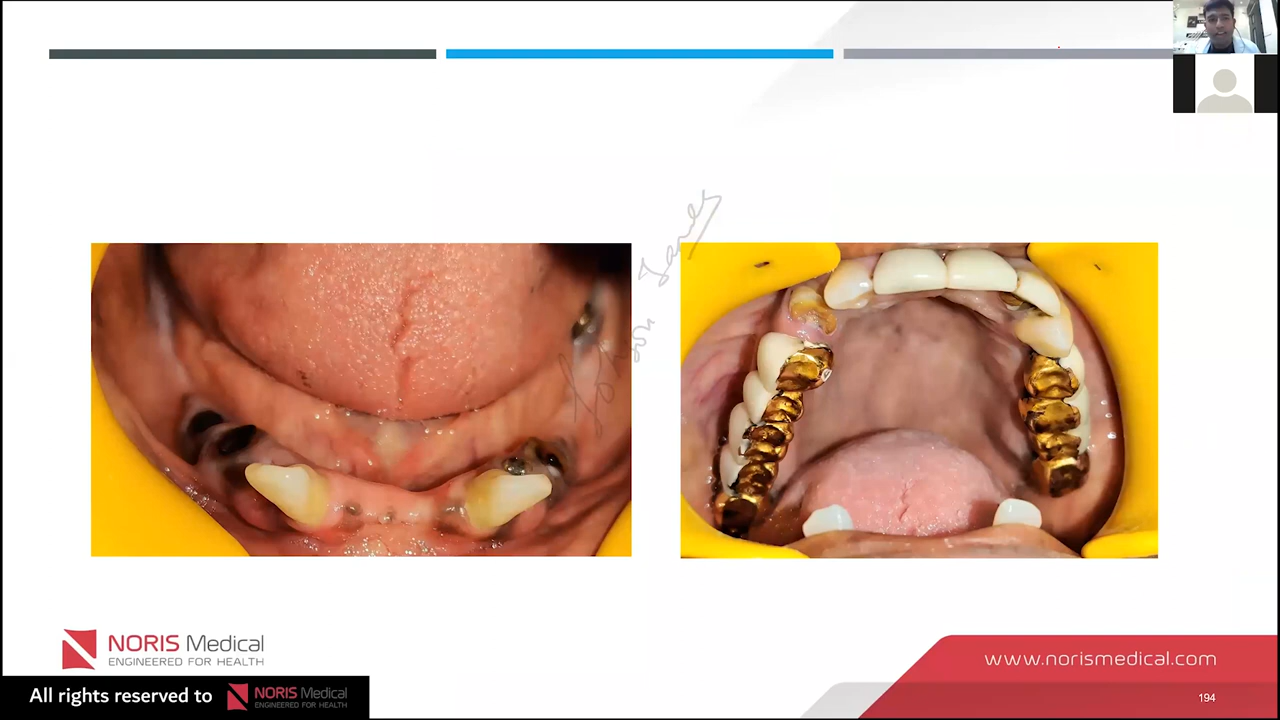 NORIS Medical
ENGINEERED FOR HEALTH
www.norismedical.com
All rights reserved to
NORIS Medical
ENGINEERED FOR HEALTH
194